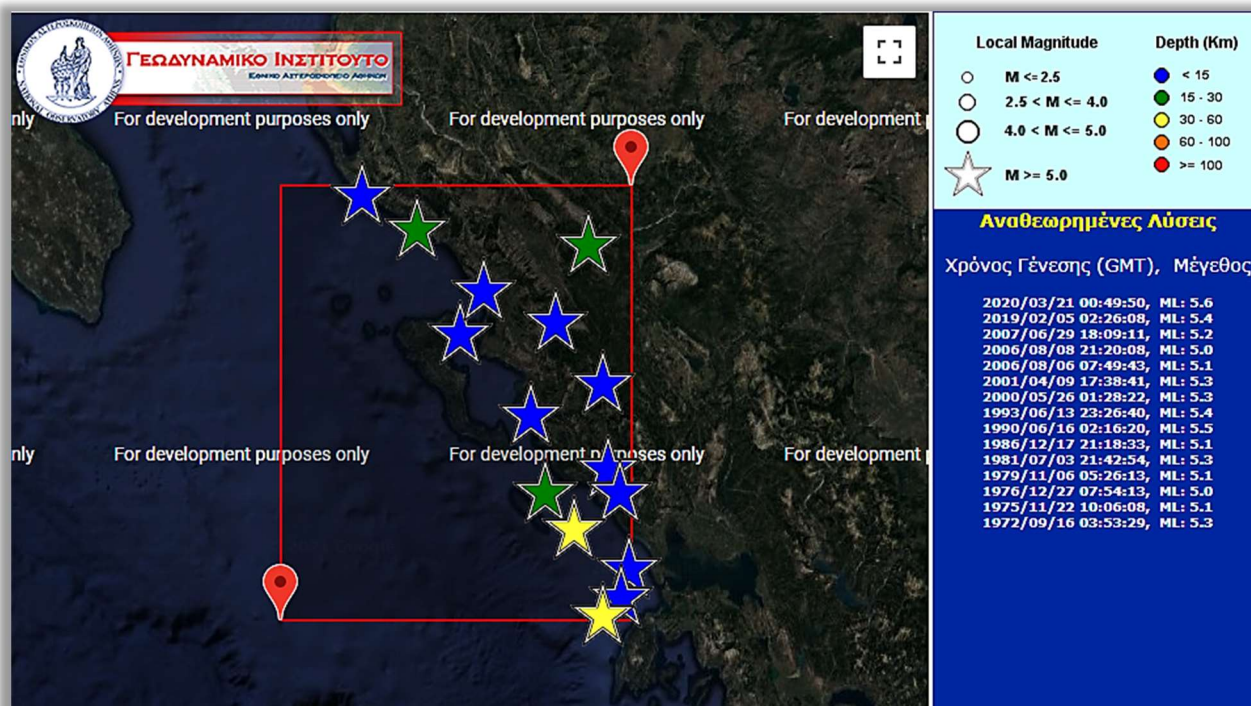 ΓΕΩΔΥΝΑΜΙΚΟ ΙΝΣΤΙΤΟΥΤΟ
ΕΘΝΙΚΟ ΑΣΤΕΡΟΣΚΟΠΕΙΟ ΑΘΗΝΩΝ
nly
For development purposes only
For development purposes only
For development p
nly
For development purposes only
For development purposes only
For development p
Local Magnitude
Depth (Km)
M <= 2.5
< 15
2.5 < M <= 4.0
15 - 30
4.0 < M <= 5.0
30 - 60
60 - 100
M >= 5.0
>= 100
Αναθεωρημένες Λύσεις
Χρόνος Γένεσης (GMT), Μέγεθος
2020/03/21 00:49:50, ML: 5.6
2019/02/05 02:26:08, ML: 5.4
2007/06/29 18:09:11, ML: 5.2
2006/08/08 21:20:08, ML: 5.0
2006/08/06 07:49:43, ML: 5.1
2001/04/09 17:38:41, ML: 5.3
2000/05/26 01:28:22, ML: 5.3
1993/06/13 23:26:40, ML: 5.4
1990/06/16 02:16:20, ML: 5.5
1986/12/17 21:18:33, ML: 5.1
1981/07/03 21:42:54, ML: 5.3
1979/11/06 05:26:13, ML: 5.1
1976/12/27 07:54:13, ML: 5.0
1975/11/22 10:06:08, ML: 5.1
1972/09/16 03:53:29, ML: 5.3